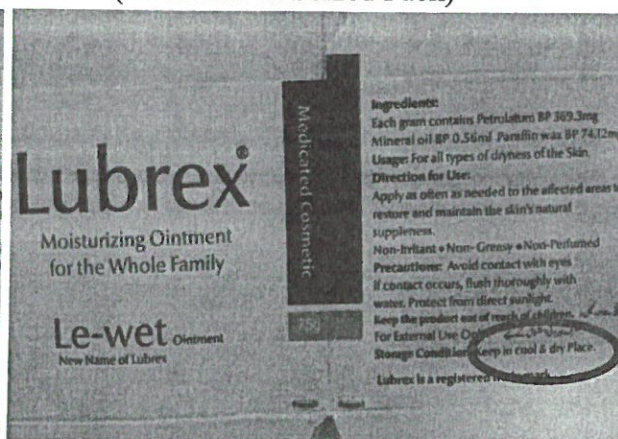 Lubrex®
Moisturizing Ointment
for the Whole Family
Le-wet Ointment
New Name of Lubrex
Medicated Cosmetic
75g
Ingredients:
Each gram contains Petrolatum BP 369.3mg
Mineral oil BP 0.56ml Paraffin wax BP 74.12mg
Usage: For all types of dryness of the Skin
Direction for Use:
Apply as often as needed to the affected areas to
restore and maintain the skin's natural
suppleness.
Non-Irritant • Non-Greasy • Non-Perfumed
Precautions: Avoid contact with eyes
If contact occurs, flush thoroughly with
water. Protect from direct sunlight.
Keep the product out of reach of children.
For External Use Only
Storage Condition: Keep in cool & dry Place.
Lubrex is a registered trademark